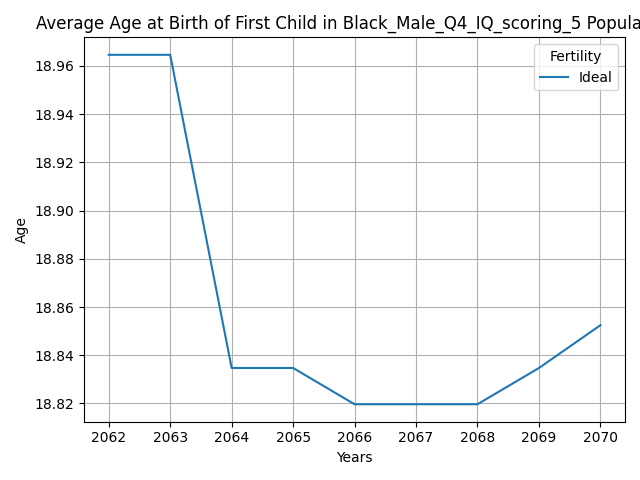 Average Age at Birth of First Child in Black_Male_Q4_IQ_scoring_5 Popula
Fertility
Ideal
18.96
18.94
18.92
18.90
18.88
18.86
18.84
18.82
Age
2062 2063 2064 2065 2066 2067 2068 2069 2070
Years